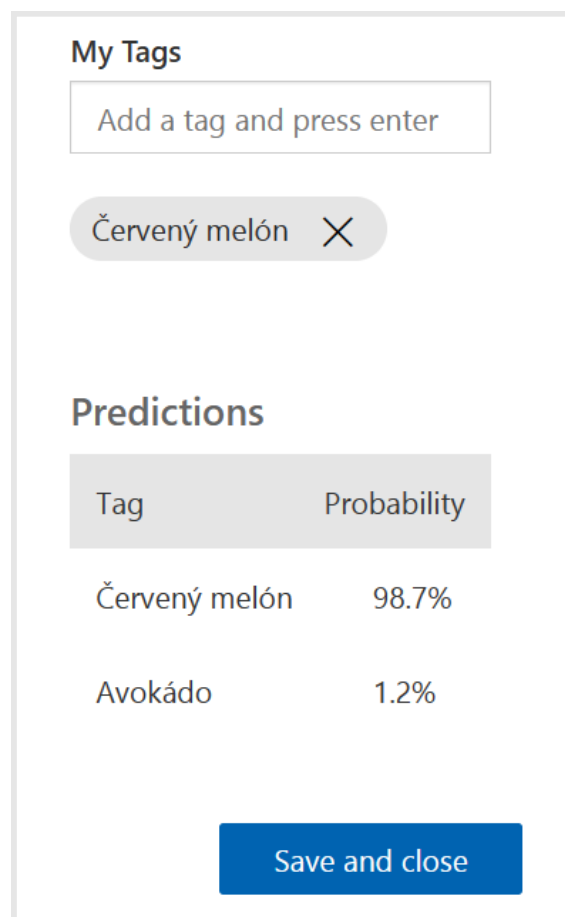 My Tags
Add a tag and press enter
Červený melón
Predictions
Tag Probability
Červený melón 98.7%
Avokádo 1.2%
Save and close